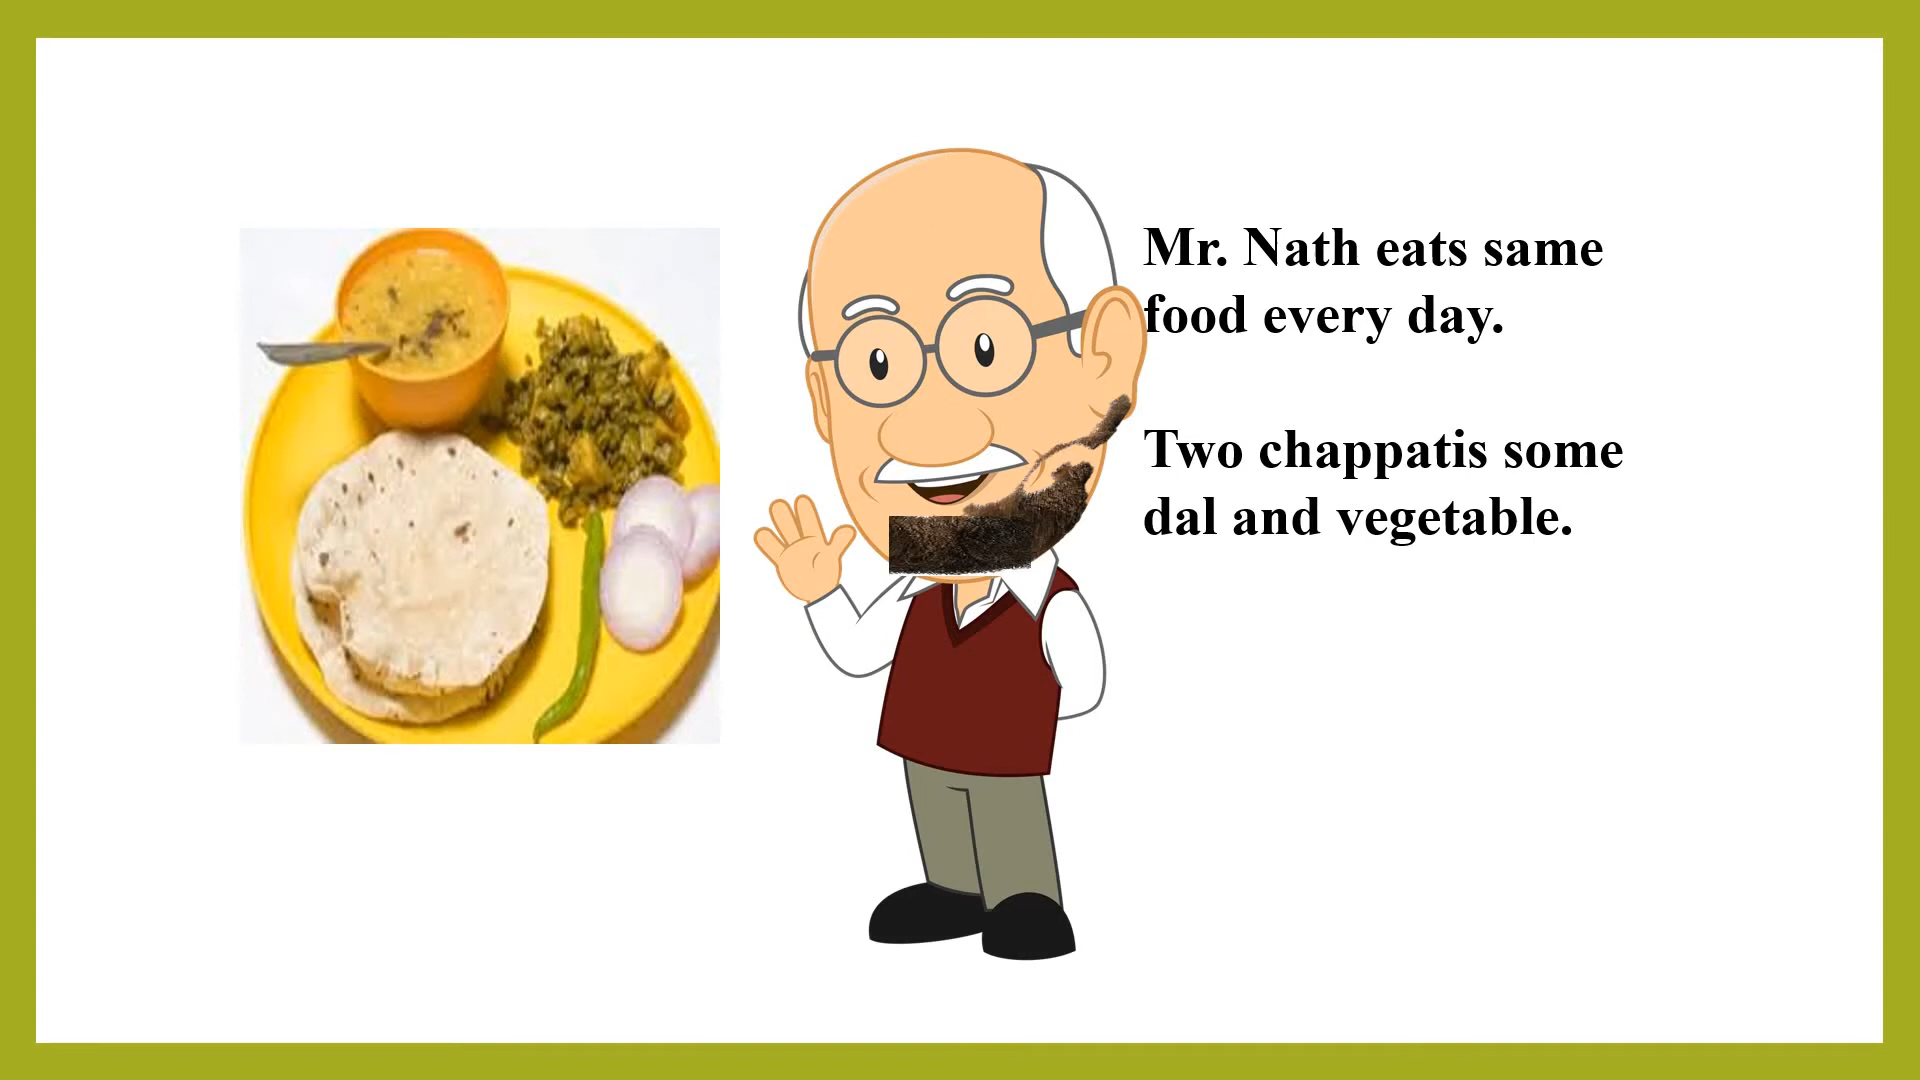 Mr. Nath eats same
food every day.
Two chappatis some
dal and vegetable.